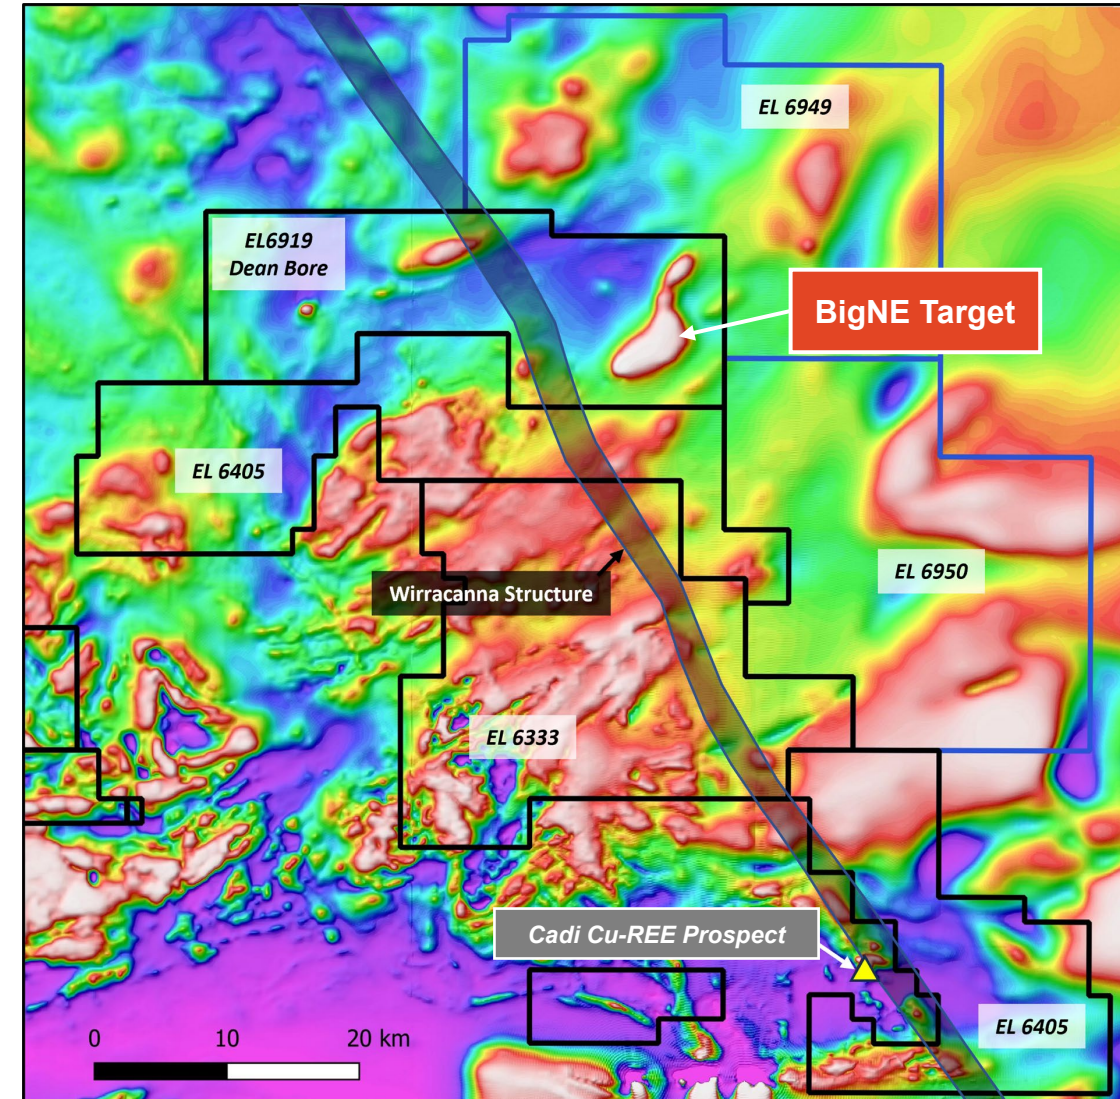 EL 6949
EL6919
Dean Bore
BigNE Target
EL 6405
EL 6950
Wirracanna Structure
EL 6333
Cadi Cu-REE Prospect
EL 6405
0 10 20 km